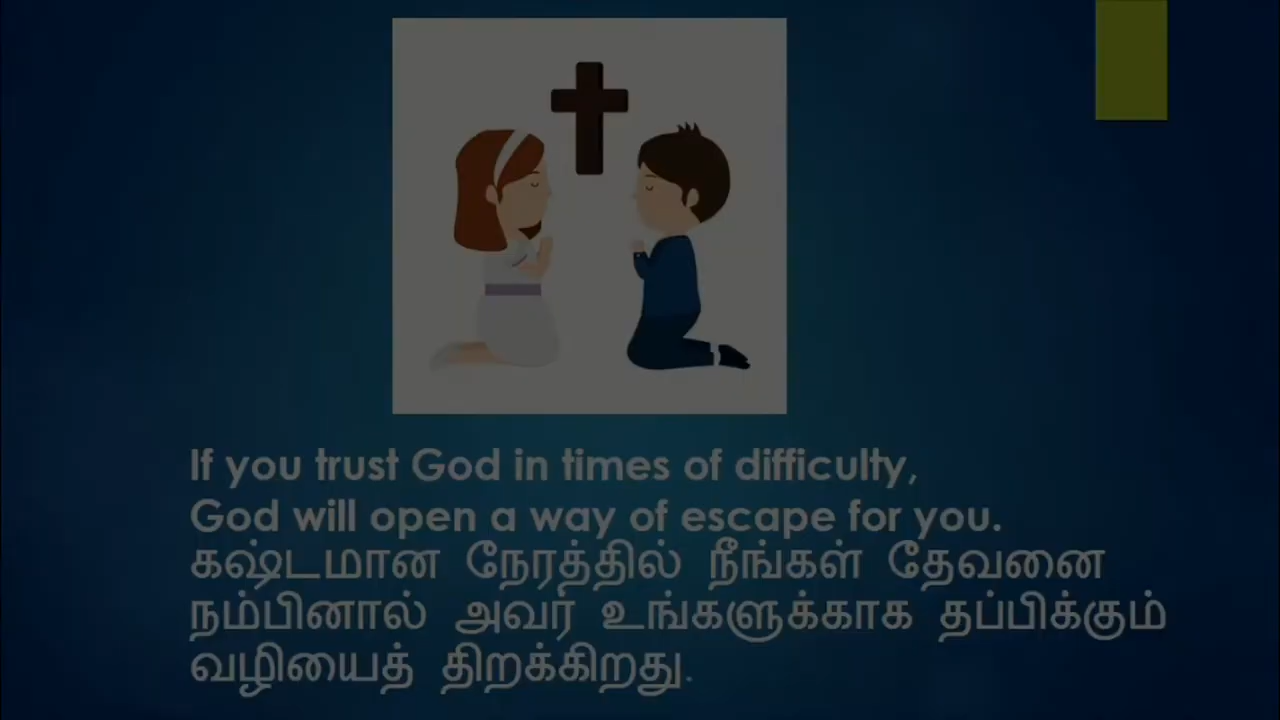 If you trust God in times of difficulty,
God will open a way of escape for you.
கஷ்டமான நேரத்தில் நீங்கள் தேவனை
நம்பினால் அவர் உங்களுக்காக தப்பிக்கும்
வழியைத் திறக்கிறது.